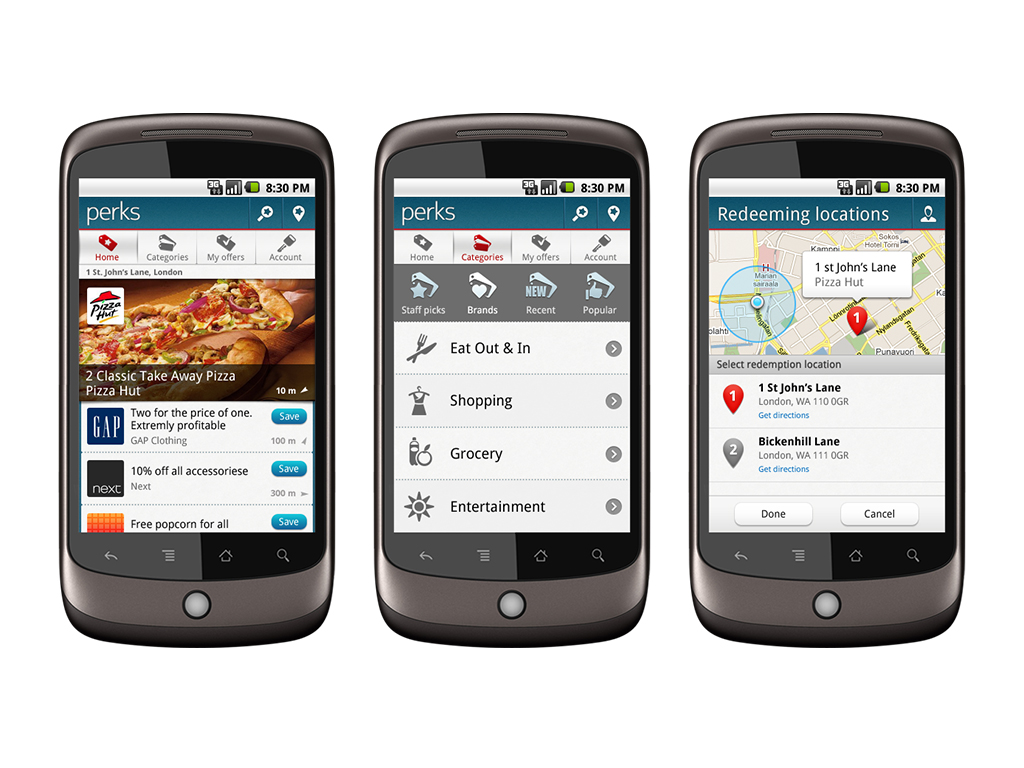 3G 8:30 PM
perks
Home Categories My offers Account
1 St. John's Lane, London
Pizza Hut
2 Classic Take Away Pizza
Pizza Hut
10 m
GAP
Two for the price of one.
Extremly profitable
GAP Clothing
Save
100 m
next
10% off all accessoriese
Next
Save
300 m
Free popcorn for all
Save
3G 8:30 PM
perks
Home Categories My offers Account
NEW
Staff picks Brands Recent Popular
Eat Out & In
Shopping
Grocery
Entertainment
3G 8:30 PM
Redeeming locations
Sokos
Hotel Torni
Kamppi
H
Marian
sairaala
1 st John's Lane
Pizza Hut
1
Lönnrotinkatu
Nylandsgatan
Fredriksgatan
Punavuori
Select redemption location
1
1 St John's Lane
London, WA 110 0GR
Get directions
2
Bickenhill Lane
London, WA 111 0GR
Get directions
Done Cancel